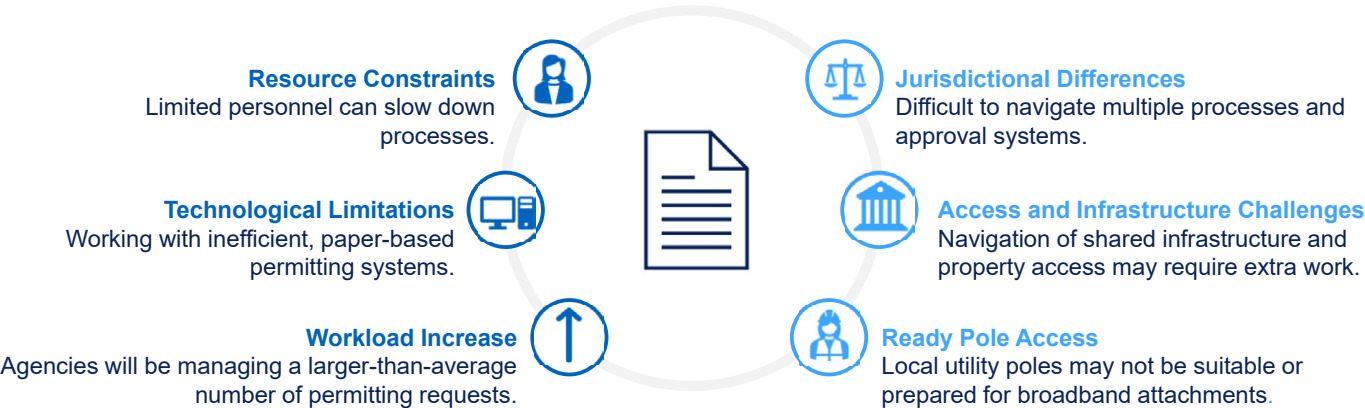 Resource Constraints
Limited personnel can slow down
processes.
Technological Limitations
Working with inefficient, paper-based
permitting systems.
Workload Increase
Agencies will be managing a larger-than-average
number of permitting requests.
Jurisdictional Differences
Difficult to navigate multiple processes and
approval systems.
Access and Infrastructure Challenges
Navigation of shared infrastructure and
property access may require extra work.
Ready Pole Access
Local utility poles may not be suitable or
prepared for broadband attachments.